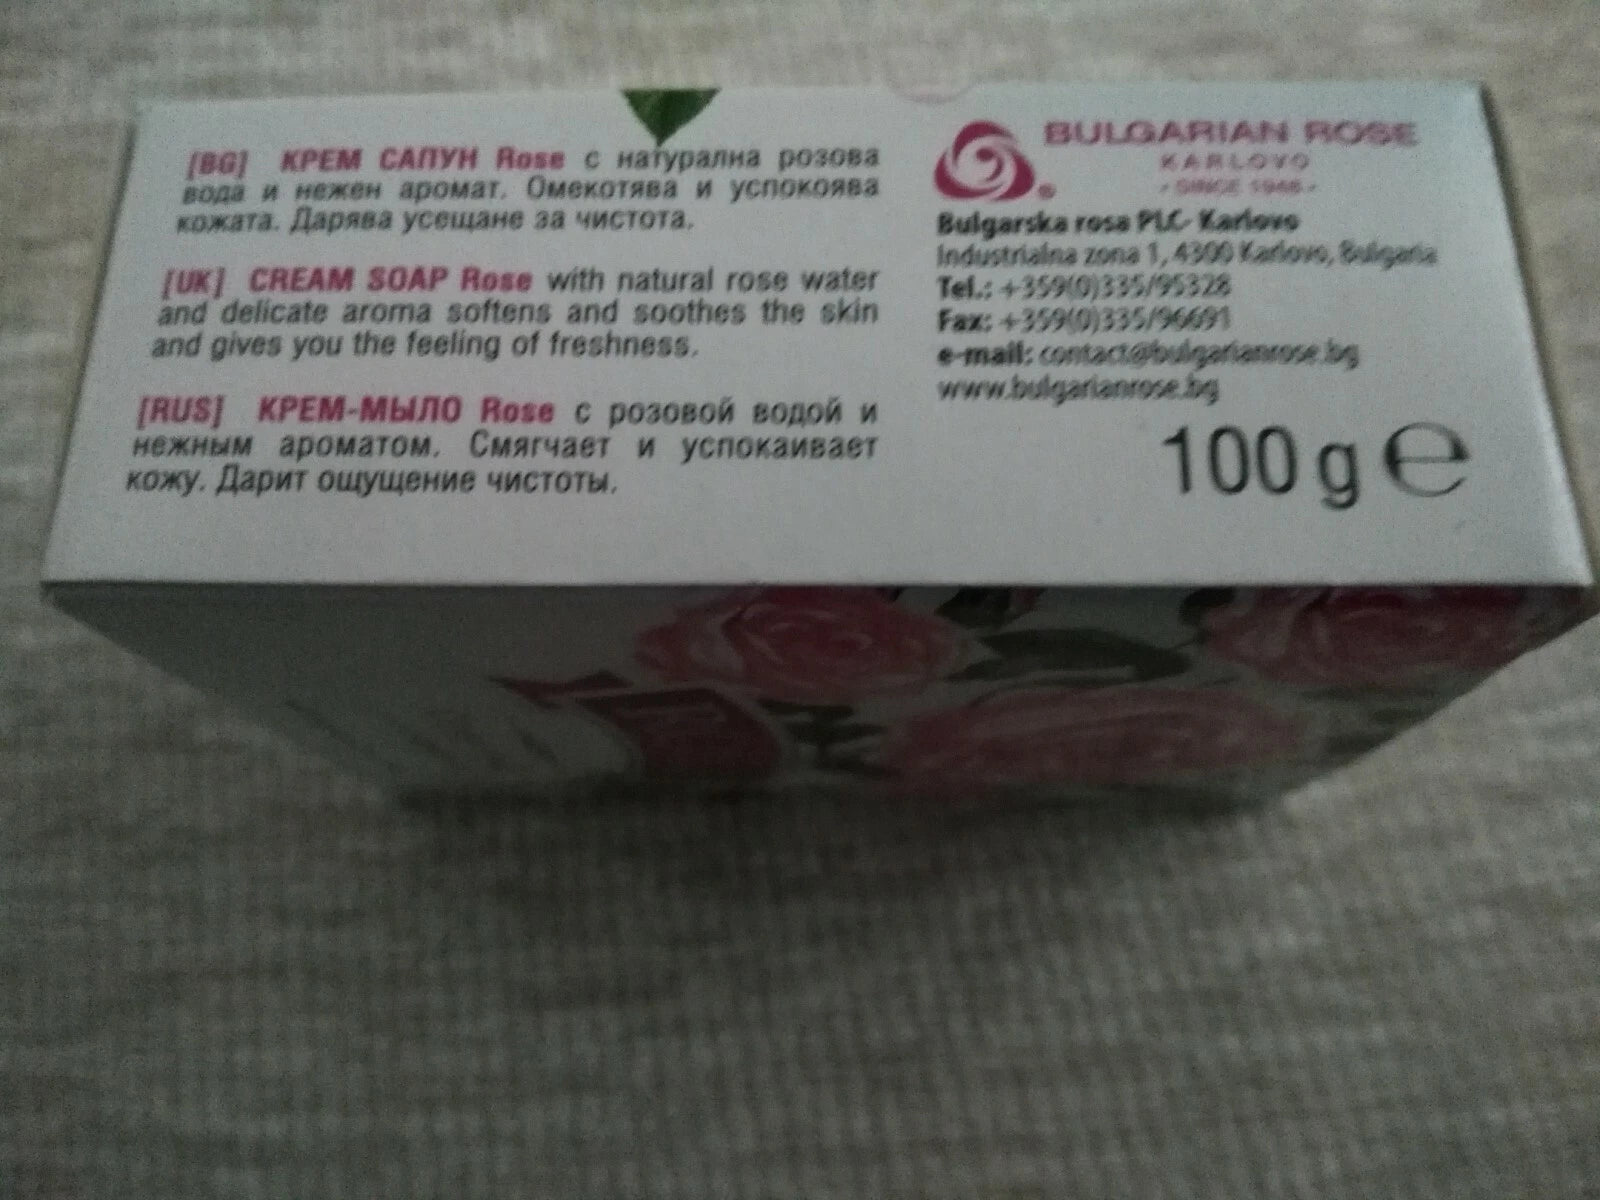 [BG] КРЕМ САПУН Rose с натурална розова
вода и нежен аромат. Омекотява и успокоява
кожата. Дарява усещане за чистота.
[UK] CREAM SOAP Rose with natural rose water
and delicate aroma softens and soothes the skin
and gives you the feeling of freshness.
[RUS] КРЕМ-МЫЛО Rose с розовой водой и
нежным ароматом. Смягчает и успокаивает
кожу. Дарит ощущение чистоты.
BULGARIAN ROSE
KARLOVO
- SINCE 1948 -
®
Bulgarska rosa PLC- Karlovo
Industrialna zona 1, 4300 Karlovo, Bulgaria
Tel.: +359(0)335/95328
Fax: +359(0)335/96691
e-mail: contact@bulgarianrose.bg
www.bulgarianrose.bg
100 g ℮